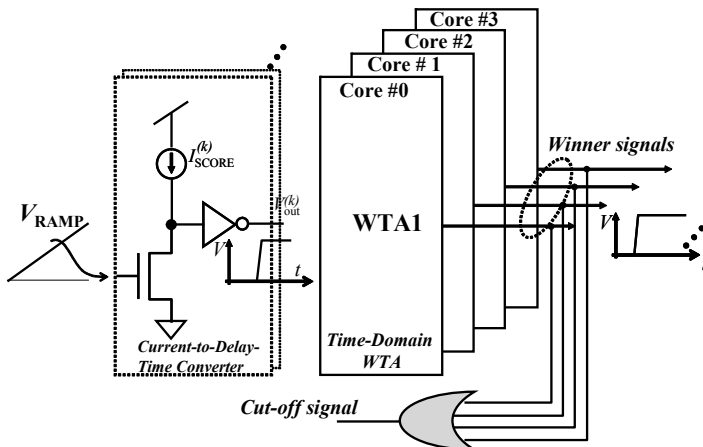 Core #3
Core #2
Core # 1
Core #0
I(k)SCORE
Winner signals
VRAMP
V(k)out
WTA1
V
V
t
Current-to-Delay-
Time Converter
Time-Domain
WTA
Cut-off signal